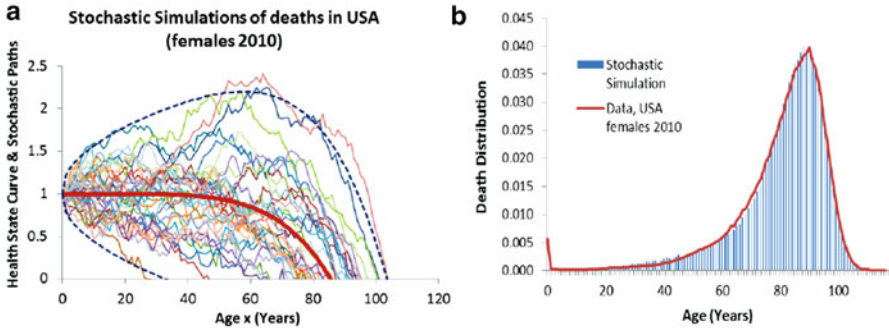 a
Stochastic Simulations of deaths in USA
(females 2010)
Health State Curve & Stochastic Paths
2.5
2
1.5
1
0.5
0
0 20 40 60 80 100 120
Age x (Years)
b
Death Distribution
0.045
0.040
0.035
0.030
0.025
0.020
0.015
0.010
0.005
0.000
Stochastic
Simulation
Data, USA
females 2010
0 20 40 60 80 100
Age (Years)